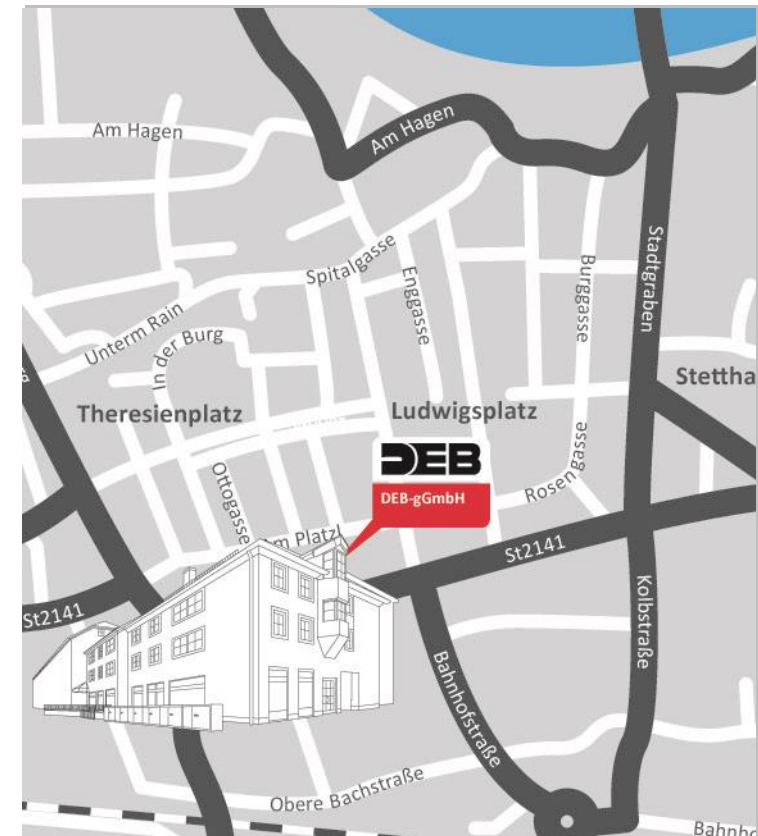 Am Hagen
Am Hagen
Spitalgasse
Enggasse
Burggasse
Stadtgraben
Unterm Rain
In der Burg
Stettha
Theresienplatz
Ludwigsplatz
DEB
DEB-gGmbH
Ottogasse
Rosengasse
Am Platzl
St2141
St2141
Kolbstraße
Bahnhofstraße
Obere Bachstraße
Bahnho